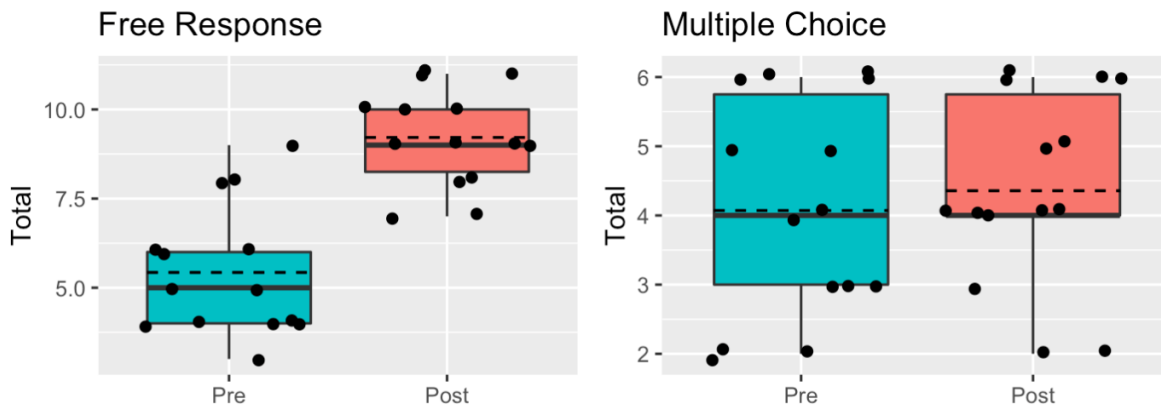 Free Response
Total
10.0
7.5
5.0
Pre Post
Multiple Choice
Total
6
5
4
3
2
Pre Post